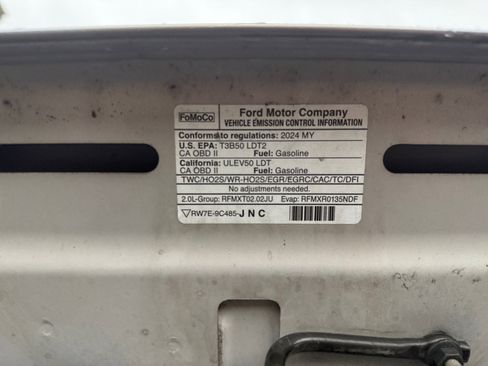 FoMoCo
Ford Motor Company
VEHICLE EMISSION CONTROL INFORMATION
Conforms to regulations: 2024 MY
U.S. EPA: T3B50 LDT2
CA OBD II Fuel: Gasoline
California: ULEV50 LDT
CA OBD II Fuel: Gasoline
TWC/HO2S/WR-HO2S/EGR/EGRC/CAC/TC/DFI
No adjustments needed.
2.0L-Group: RFMXT02.02JU Evap: RFMXR0135NDF
RW7E-9C485-JNC